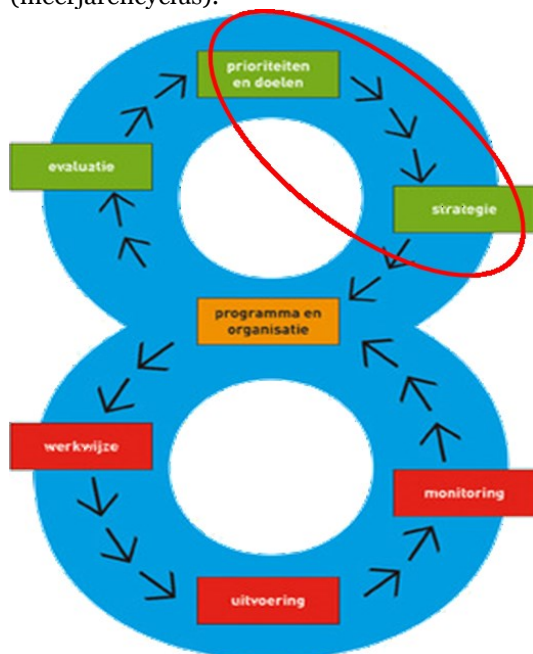 (meerjarencyclus).
prioriteiten
en doelen
evaluatie
strategie
programma en
organisatie
werkwijze
monitoring
uitvoering